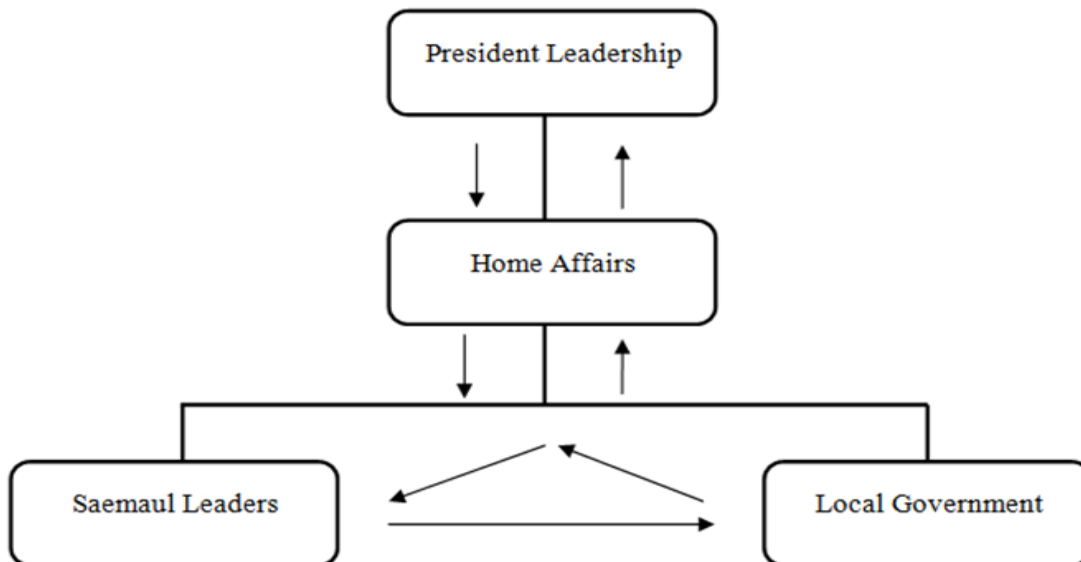 President Leadership
Home Affairs
Saemaul Leaders
Local Government